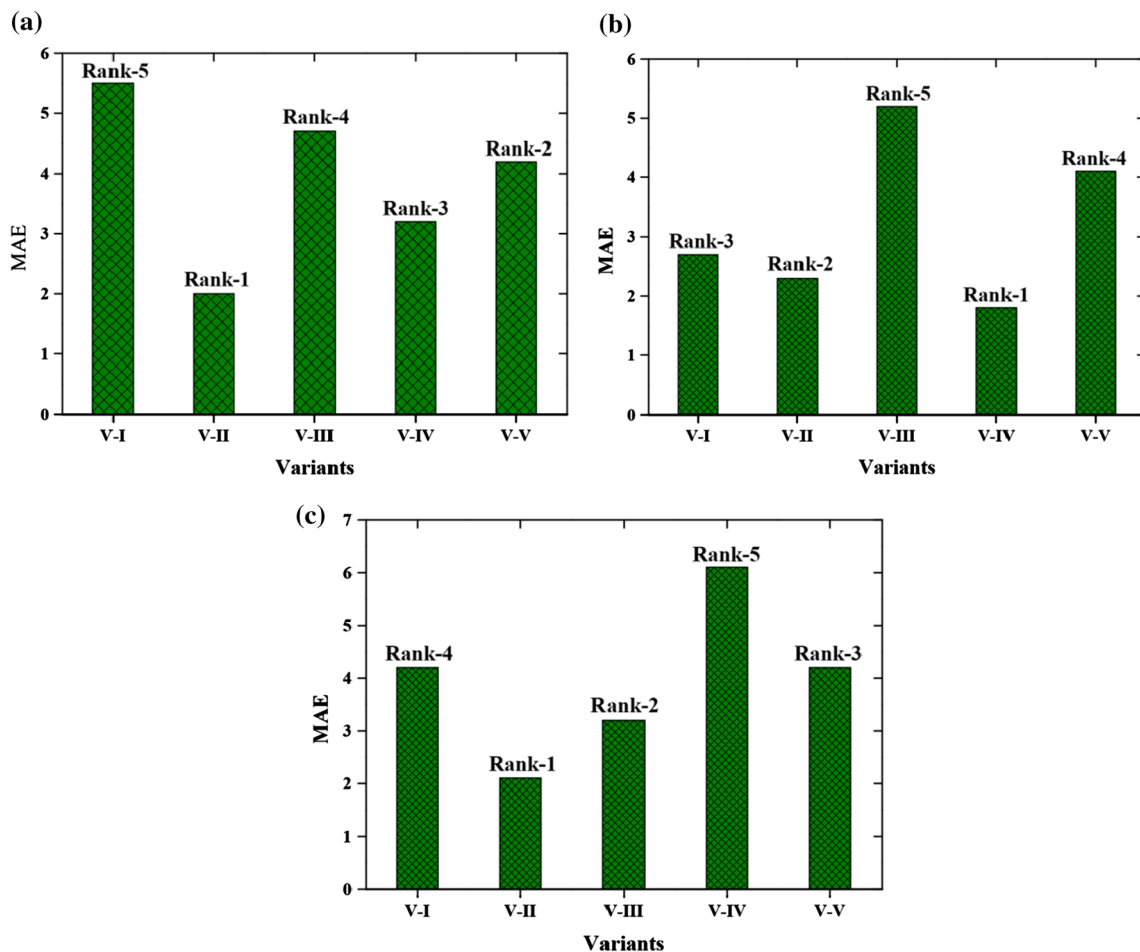 (a)
MAE
6
5
4
3
2
1
0
Rank-5
Rank-1
Rank-4
Rank-3
Rank-2
V-I V-II V-III V-IV V-V
Variants
(b)
MAE
6
5
4
3
2
1
0
Rank-3
Rank-2
Rank-5
Rank-1
Rank-4
V-I V-II V-III V-IV V-V
Variants
(c)
MAE
7
6
5
4
3
2
1
0
Rank-4
Rank-1
Rank-2
Rank-5
Rank-3
V-I V-II V-III V-IV V-V
Variants